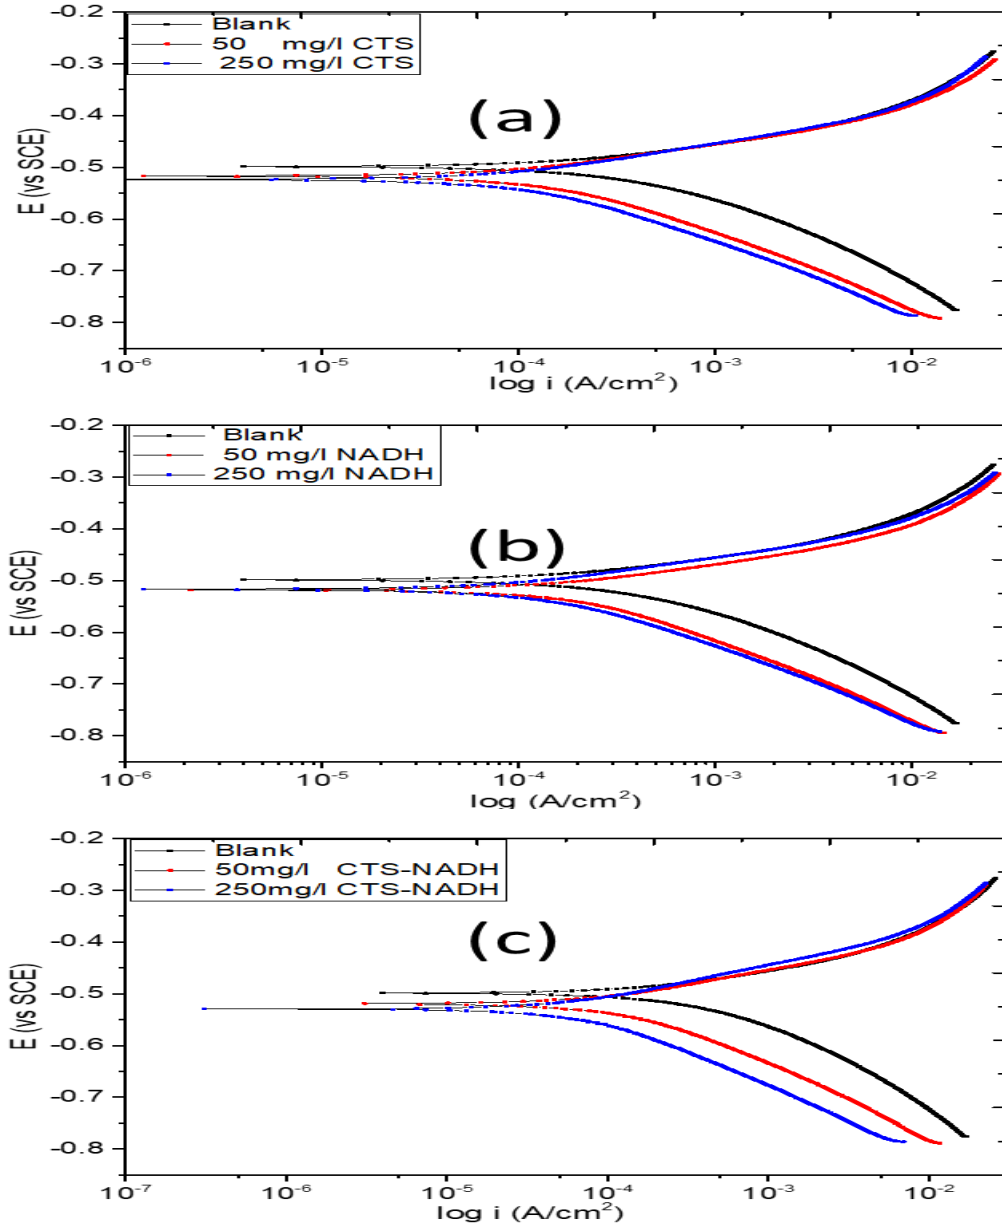 -0.2
Blank
50 mg/l CTS
250 mg/l CTS
-0.3
(a)
-0.4
E (vs SCE)
-0.5
-0.6
-0.7
-0.8
10⁻⁶ 10⁻⁵ 10⁻⁴ 10⁻³ 10⁻²
log i (A/cm²)
-0.2
Blank
50 mg/l NADH
250 mg/l NADH
-0.3
-0.4
(b)
E (vs SCE)
-0.5
-0.6
-0.7
-0.8
10⁻⁶ 10⁻⁵ 10⁻⁴ 10⁻³ 10⁻²
log (A/cm²)
-0.2
Blank
50mg/l CTS-NADH
250mg/l CTS-NADH
-0.3
-0.4
(c)
E (vs SCE)
-0.5
-0.6
-0.7
-0.8
10⁻⁷ 10⁻⁶ 10⁻⁵ 10⁻⁴ 10⁻³ 10⁻²
log i (A/cm²)